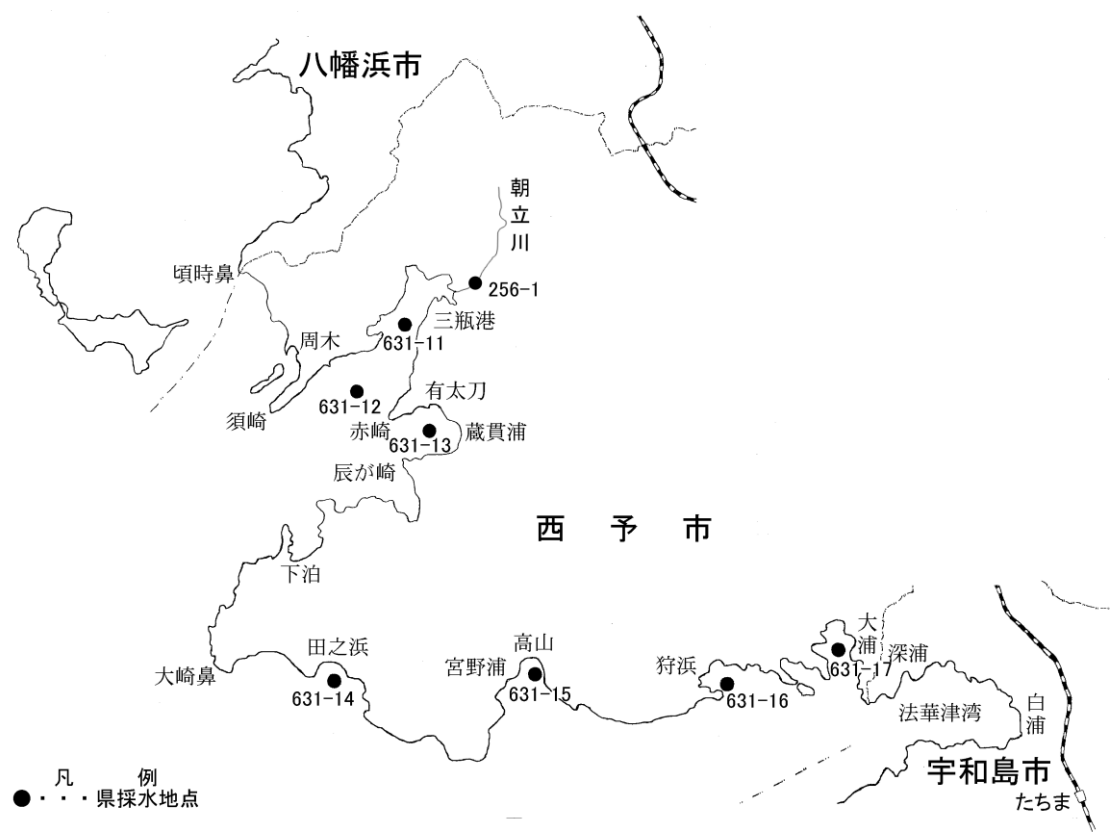 八幡浜市
朝立川
頃時鼻
256-1
三瓶港
631-11
周木
有太刀
631-12
須崎
赤崎
631-13
蔵貫浦
辰が崎
西予市
下泊
田之浜
高山
大浦
大崎鼻
宮野浦
狩浜
深浦
631-14
631-15
631-16
631-17
法華津湾
白浦
宇和島市
たちま
凡例
●・・・県採水地点